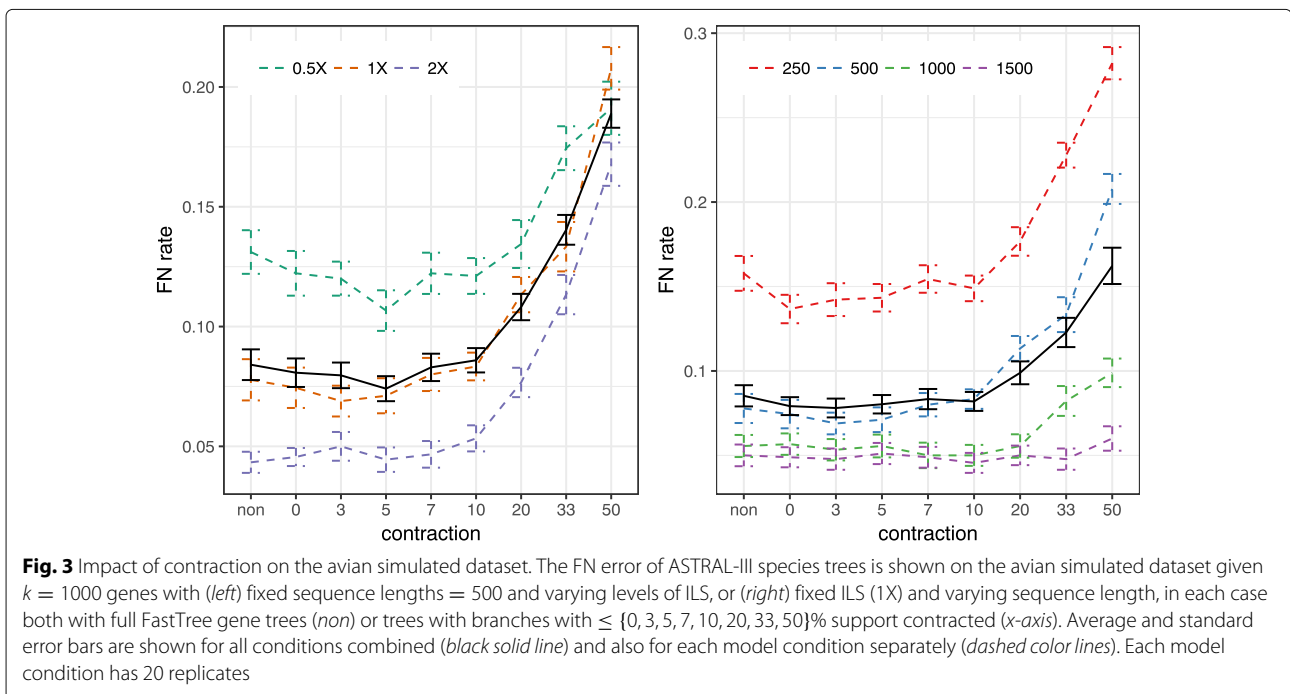 0.5X 1X 2X
0.20
0.15
0.10
0.05
FN rate
non 0 3 5 7 10 20 33 50
contraction
250 500 1000 1500
0.3
0.2
0.1
FN rate
non 0 3 5 7 10 20 33 50
contraction
Fig. 3 Impact of contraction on the avian simulated dataset. The FN error of ASTRAL-III species trees is shown on the avian simulated dataset given
k = 1000 genes with (left) fixed sequence lengths = 500 and varying levels of ILS, or (right) fixed ILS (1X) and varying sequence length, in each case
both with full FastTree gene trees (non) or trees with branches with ≤ {0, 3, 5, 7, 10, 20, 33, 50}% support contracted (x-axis). Average and standard
error bars are shown for all conditions combined (black solid line) and also for each model condition separately (dashed color lines). Each model
condition has 20 replicates